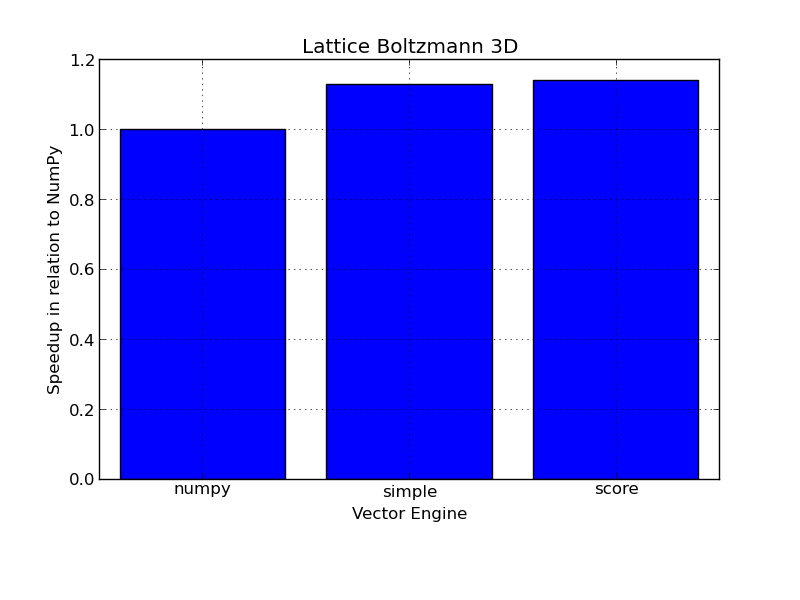 Lattice Boltzmann 3D
1.2
1.0
0.8
0.6
0.4
0.2
0.0
Speedup in relation to NumPy
numpy simple score
Vector Engine